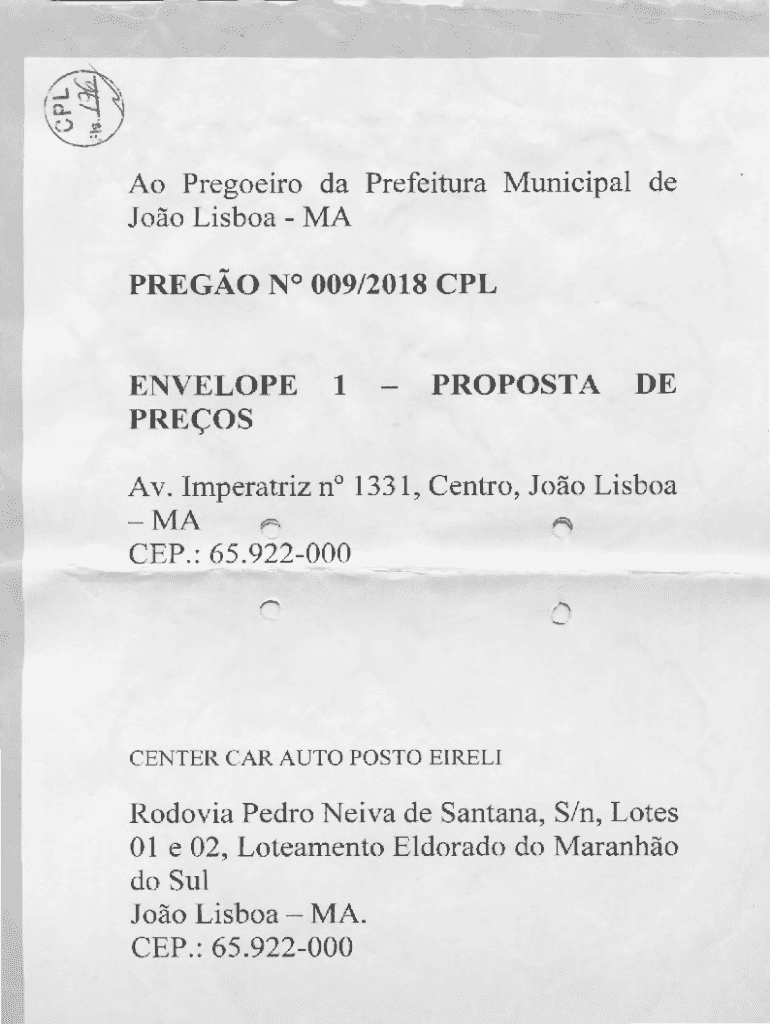 CPL
Ao Pregoeiro da Prefeitura Municipal de
João Lisboa - MA
PREGÃO Nº 009/2018 CPL
ENVELOPE 1 – PROPOSTA DE
PREÇOS
Av. Imperatriz nº 1331, Centro, João Lisboa
– MA
CEP.: 65.922-000
CENTER CAR AUTO POSTO EIRELI
Rodovia Pedro Neiva de Santana, S/n, Lotes
01 e 02, Loteamento Eldorado do Maranhão
do Sul
João Lisboa – MA.
CEP.: 65.922-000